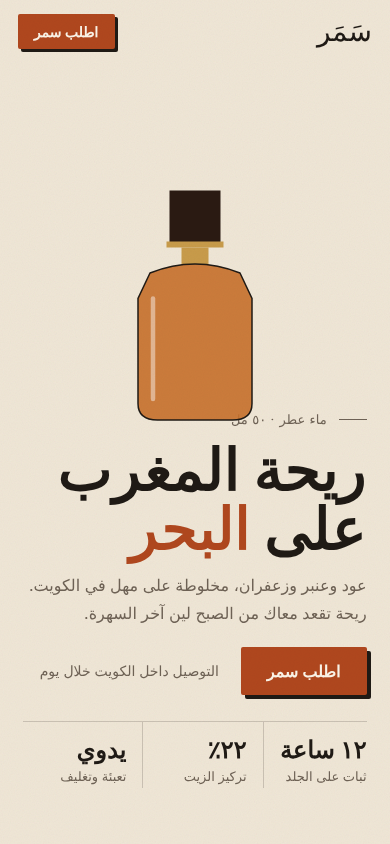 سَمَر
اطلب سمر
ماء عطر · ٥٠ مل
ريحة المغرب
على البحر
عود وعنبر وزعفران، مخلوطة على مهل في الكويت.
ريحة تقعد معاك من الصبح لين آخر السهرة.
اطلب سمر
التوصيل داخل الكويت خلال يوم
١٢ ساعة
ثبات على الجلد
٢٢٪
تركيز الزيت
يدوي
تعبئة وتغليف